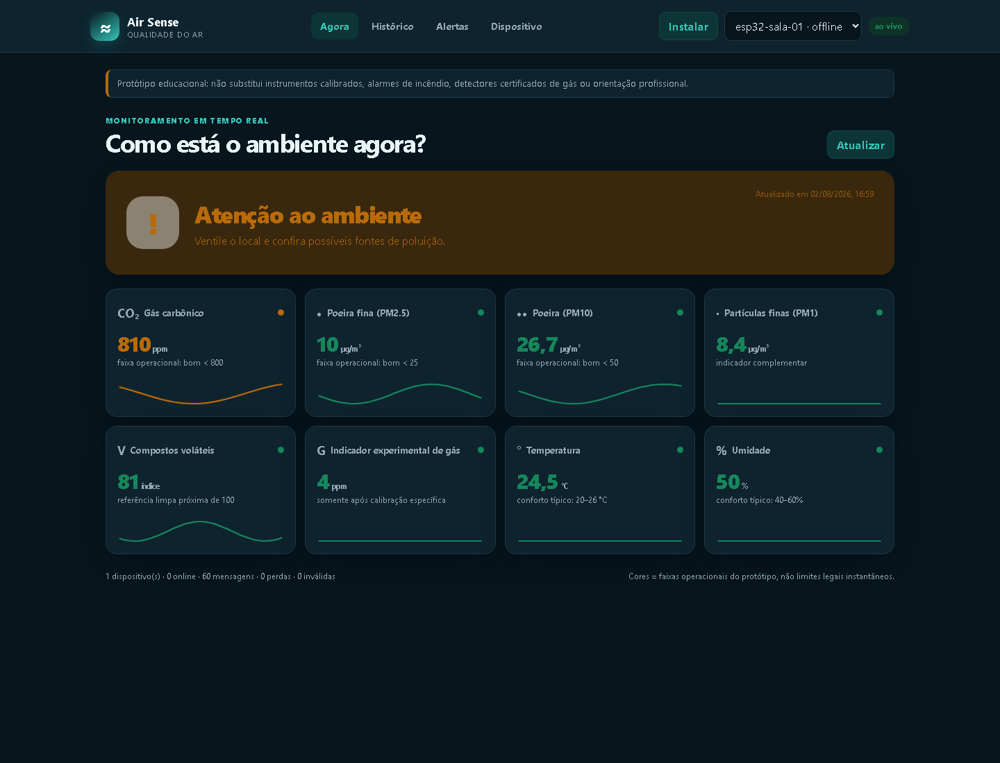 ≈
Air Sense
QUALIDADE DO AR
Agora
Histórico
Alertas
Dispositivo
Instalar
esp32-sala-01 · offline
ao vivo
Protótipo educacional: não substitui instrumentos calibrados, alarmes de incêndio, detectores certificados de gás ou orientação profissional.
MONITORAMENTO EM TEMPO REAL
Como está o ambiente agora?
Atualizar
Atualizado em 02/08/2026, 16:59
!
Atenção ao ambiente
Ventile o local e confira possíveis fontes de poluição.
CO₂ Gás carbônico
810 ppm
faixa operacional: bom < 800
• Poeira fina (PM2.5)
10 µg/m³
faixa operacional: bom < 25
•• Poeira (PM10)
26,7 µg/m³
faixa operacional: bom < 50
· Partículas finas (PM1)
8,4 µg/m³
indicador complementar
V Compostos voláteis
81 índice
referência limpa próxima de 100
G Indicador experimental de gás
4 ppm
somente após calibração específica
° Temperatura
24,5 °C
conforto típico: 20–26 °C
% Umidade
50 %
conforto típico: 40–60%
1 dispositivo(s) · 0 online · 60 mensagens · 0 perdas · 0 inválidas
Cores = faixas operacionais do protótipo, não limites legais instantâneos.